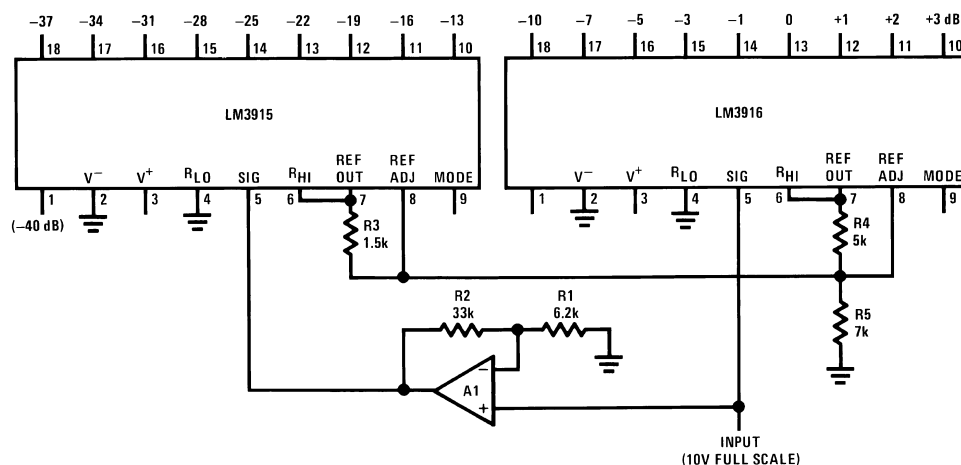 −37 −34 −31 −28 −25 −22 −19 −16 −13 −10 −7 −5 −3 −1 0 +1 +2 +3 dB
18 17 16 15 14 13 12 11 10 18 17 16 15 14 13 12 11 10
LM3915 LM3916
V− V+ RLO SIG RHI REF OUT REF ADJ MODE
V− V+ RLO SIG RHI REF OUT REF ADJ MODE
1 2 3 4 5 6 7 8 9 1 2 3 4 5 6 7 8 9
(−40 dB)
R3
1.5k
R4
5k
R2
33k
R1
6.2k
R5
7k
−
A1
+
INPUT
(10V FULL SCALE)